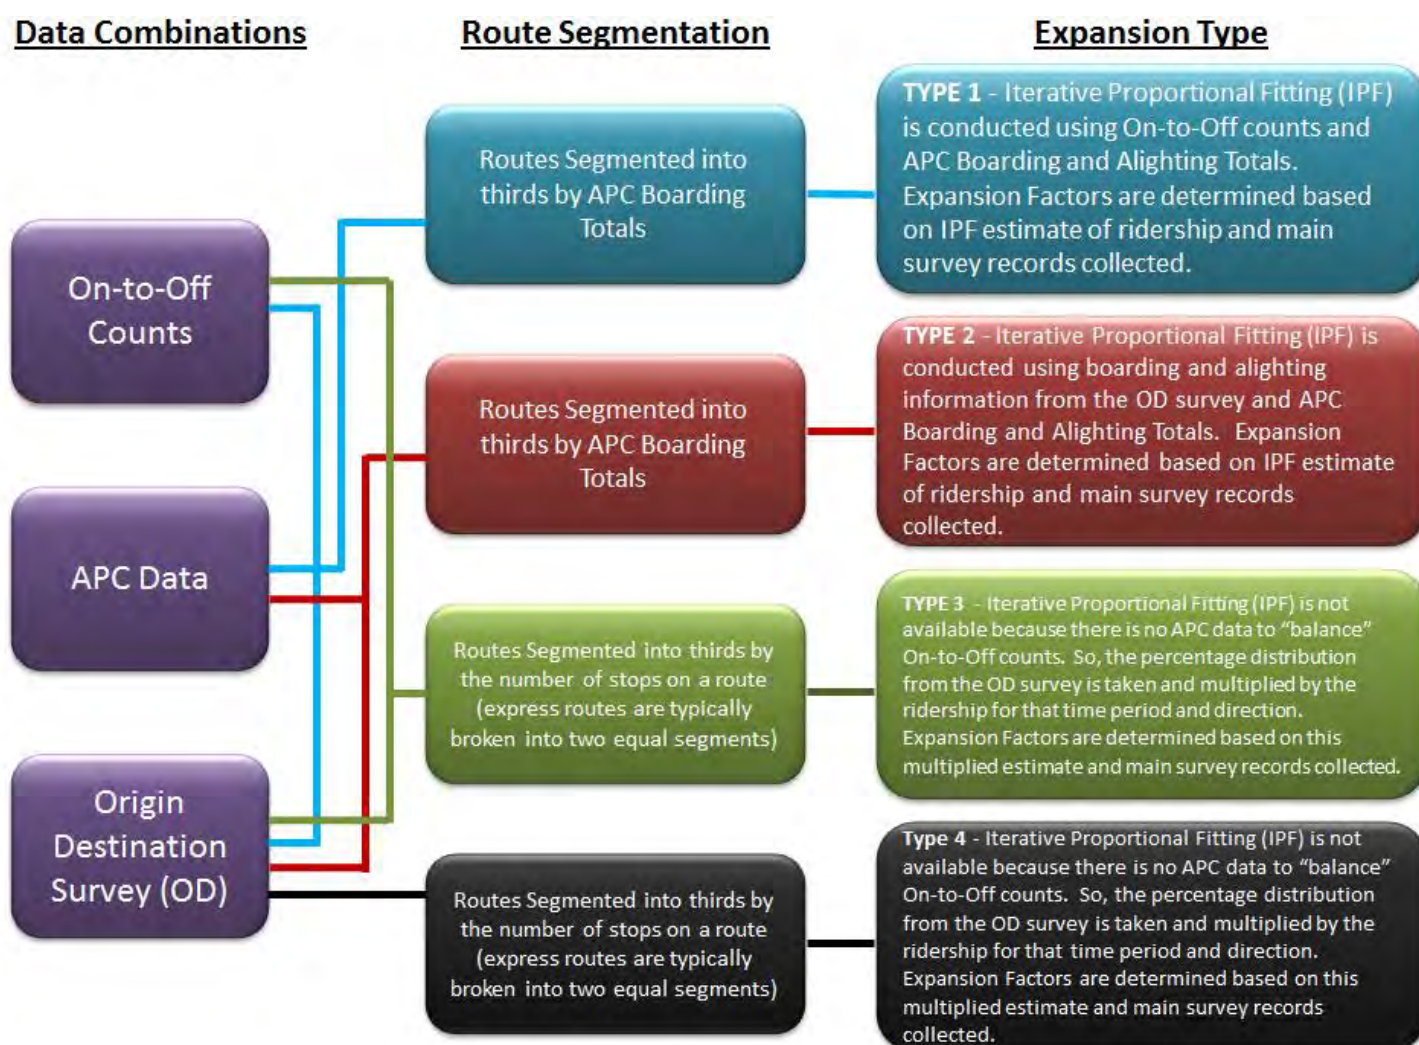 Data Combinations
Route Segmentation
Expansion Type
On-to-Off
Counts
APC Data
Origin
Destination
Survey (OD)
Routes Segmented into
thirds by APC Boarding
Totals
Routes Segmented into
thirds by APC Boarding
Totals
Routes Segmented into thirds by
the number of stops on a route
(express routes are typically
broken into two equal segments)
Routes Segmented into thirds by
the number of stops on a route
(express routes are typically
broken into two equal segments)
TYPE 1 - Iterative Proportional Fitting (IPF)
is conducted using On-to-Off counts and
APC Boarding and Alighting Totals.
Expansion Factors are determined based
on IPF estimate of ridership and main
survey records collected.
TYPE 2 - Iterative Proportional Fitting (IPF) is
conducted using boarding and alighting
information from the OD survey and APC
Boarding and Alighting Totals. Expansion
Factors are determined based on IPF estimate
of ridership and main survey records
collected.
TYPE 3 - Iterative Proportional Fitting (IPF) is not
available because there is no APC data to “balance”
On-to-Off counts. So, the percentage distribution
from the OD survey is taken and multiplied by the
ridership for that time period and direction.
Expansion Factors are determined based on this
multiplied estimate and main survey records collected.
Type 4 - Iterative Proportional Fitting (IPF) is not
available because there is no APC data to “balance”
On-to-Off counts. So, the percentage distribution
from the OD survey is taken and multiplied by the
ridership for that time period and direction.
Expansion Factors are determined based on this
multiplied estimate and main survey records
collected.